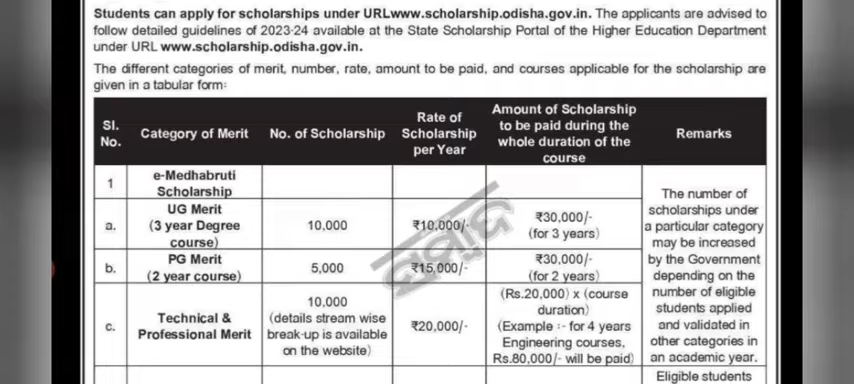 Students can apply for scholarships under URLwww.scholarship.odisha.gov.in. The applicants are advised to
follow detailed guidelines of 2023-24 available at the State Scholarship Portal of the Higher Education Department
under URL www.scholarship.odisha.gov.in.
The different categories of merit, number, rate, amount to be paid, and courses applicable for the scholarship are
given in a tabular form:-
Sl.
No.
Category of Merit
No. of Scholarship
Rate of
Scholarship
per Year
Amount of Scholarship
to be paid during the
whole duration of the
course
Remarks
1
e-Medhabruti
Scholarship
a.
UG Merit
(3 year Degree
course)
10,000
₹10,000/-
₹30,000/-
(for 3 years)
b.
PG Merit
(2 year course)
5,000
₹15,000/-
₹30,000/-
(for 2 years)
c.
Technical &
Professional Merit
10,000
(details stream wise
break-up is available
on the website)
₹20,000/-
(Rs.20,000) x (course
duration)
(Example :- for 4 years
Engineering courses,
Rs.80,000/- will be paid)
The number of
scholarships under
a particular category
may be increased
by the Government
depending on the
number of eligible
students applied
and validated in
other categories in
an academic year.
Eligible students